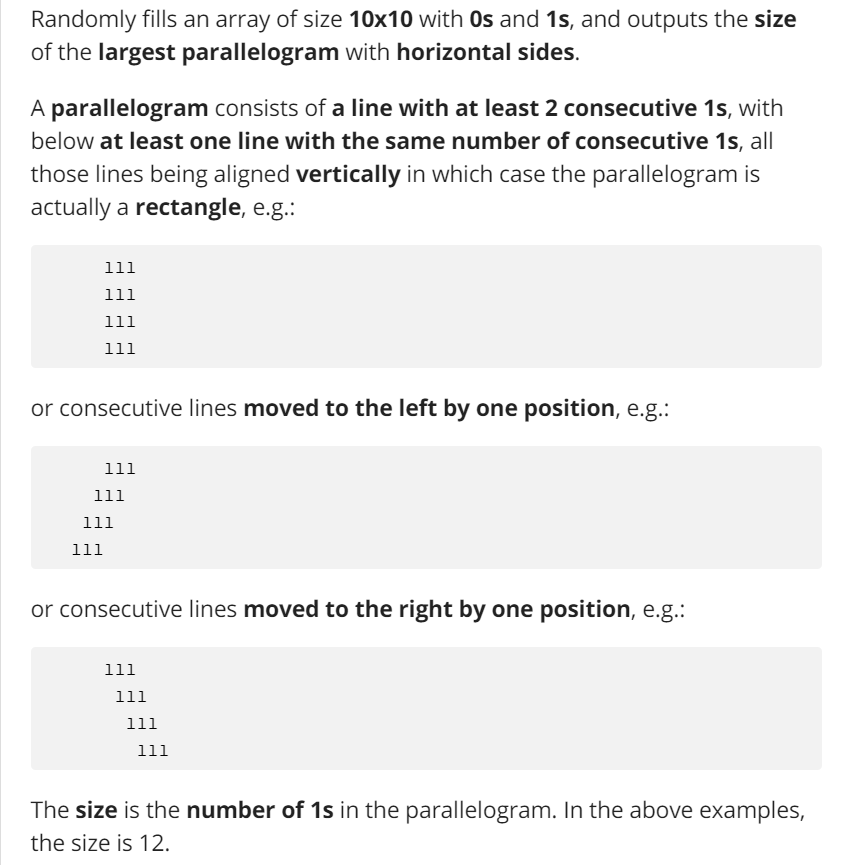 Randomly fills an array of size 10x10 with 0s and 1s, and outputs the size
of the largest parallelogram with horizontal sides.
A parallelogram consists of a line with at least 2 consecutive 1s, with
below at least one line with the same number of consecutive 1s, all
those lines being aligned vertically in which case the parallelogram is
actually a rectangle, e.g.:
111
111
111
111
or consecutive lines moved to the left by one position, e.g.:
111
111
111
111
or consecutive lines moved to the right by one position, e.g.:
111
111
111
111
The size is the number of 1s in the parallelogram. In the above examples,
the size is 12.